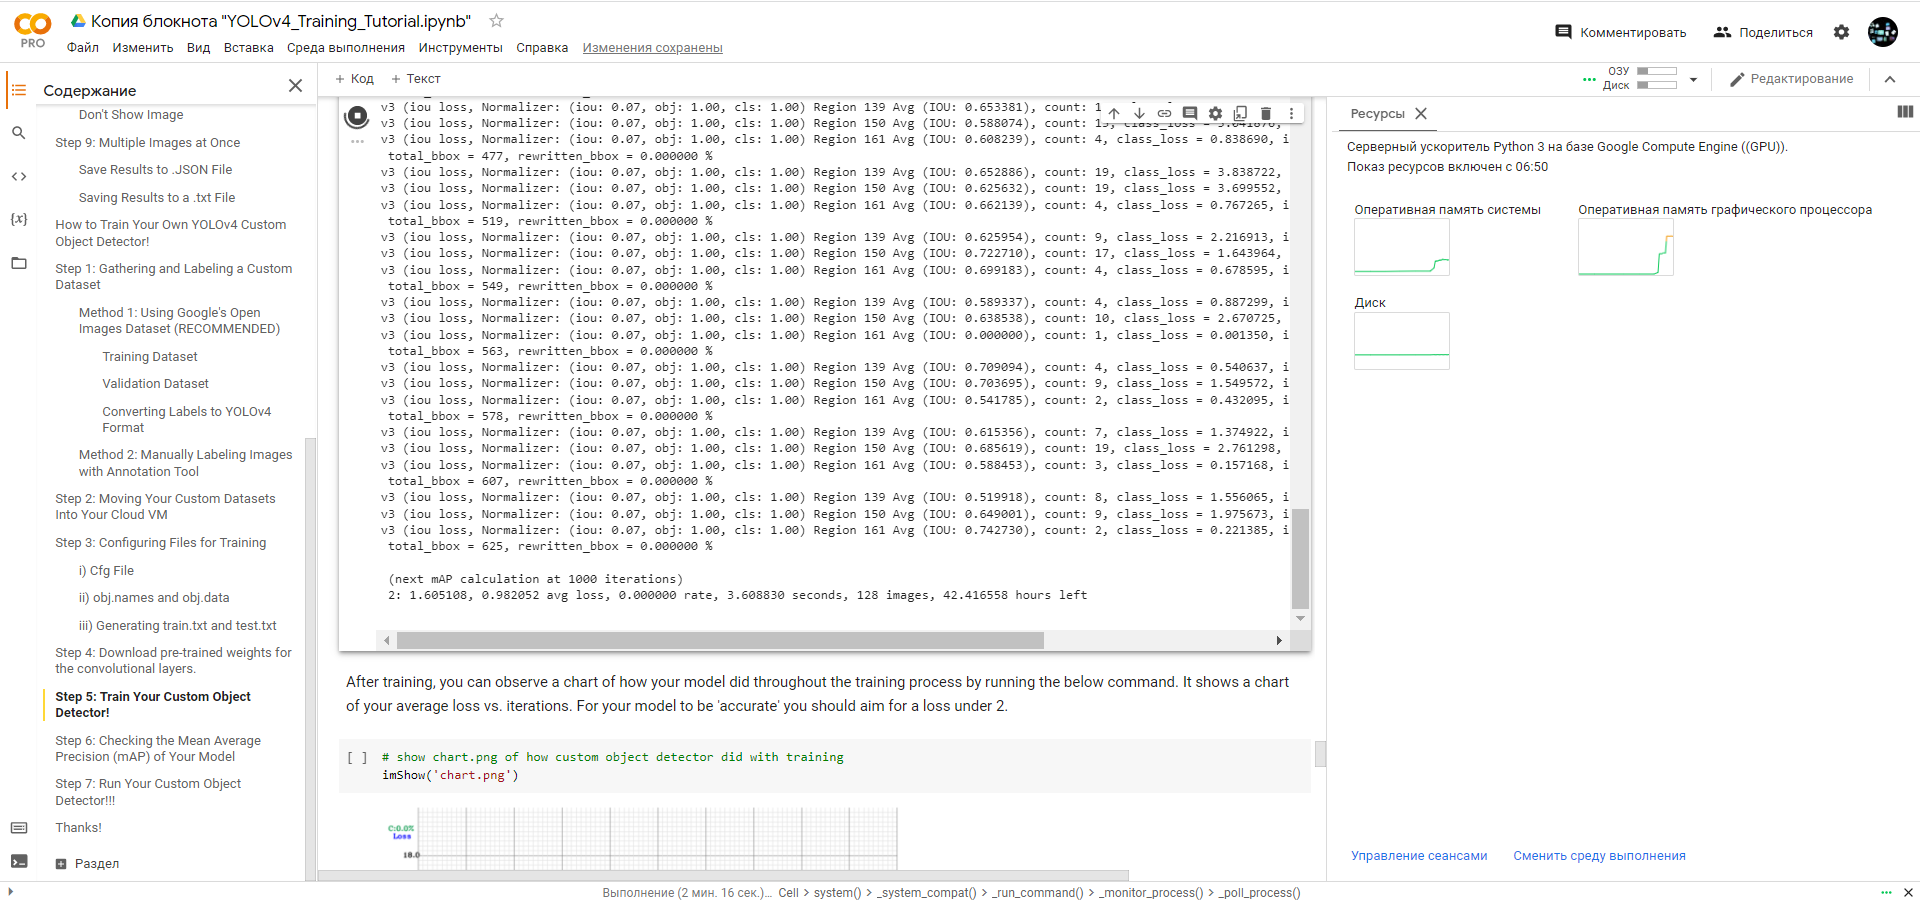 Копия блокнота "YOLOv4_Training_Tutorial.ipynb"
PRO
Файл Изменить Вид Вставка Среда выполнения Инструменты Справка Изменения сохранены
Комментировать
Поделиться
Содержание
Don't Show Image
Step 9: Multiple Images at Once
Save Results to .JSON File
Saving Results to a .txt File
How to Train Your Own YOLOv4 Custom
Object Detector!
Step 1: Gathering and Labeling a Custom
Dataset
Method 1: Using Google's Open
Images Dataset (RECOMMENDED)
Training Dataset
Validation Dataset
Converting Labels to YOLOv4
Format
Method 2: Manually Labeling Images
with Annotation Tool
Step 2: Moving Your Custom Datasets
Into Your Cloud VM
Step 3: Configuring Files for Training
i) Cfg File
ii) obj.names and obj.data
iii) Generating train.txt and test.txt
Step 4: Download pre-trained weights for
the convolutional layers.
Step 5: Train Your Custom Object
Detector!
Step 6: Checking the Mean Average
Precision (mAP) of Your Model
Step 7: Run Your Custom Object
Detector!!!
Thanks!
Раздел
+ Код + Текст
ОЗУ
Диск
Редактирование
v3 (iou loss, Normalizer: (iou: 0.07, obj: 1.00, cls: 1.00) Region 139 Avg (IOU: 0.653381), count: 1
v3 (iou loss, Normalizer: (iou: 0.07, obj: 1.00, cls: 1.00) Region 150 Avg (IOU: 0.588074), count: 
v3 (iou loss, Normalizer: (iou: 0.07, obj: 1.00, cls: 1.00) Region 161 Avg (IOU: 0.608239), count: 4, class_loss = 0.838690, i
total_bbox = 477, rewritten_bbox = 0.000000 %
v3 (iou loss, Normalizer: (iou: 0.07, obj: 1.00, cls: 1.00) Region 139 Avg (IOU: 0.652886), count: 19, class_loss = 3.838722,
v3 (iou loss, Normalizer: (iou: 0.07, obj: 1.00, cls: 1.00) Region 150 Avg (IOU: 0.625632), count: 19, class_loss = 3.699552,
v3 (iou loss, Normalizer: (iou: 0.07, obj: 1.00, cls: 1.00) Region 161 Avg (IOU: 0.662139), count: 4, class_loss = 0.767265, i
total_bbox = 519, rewritten_bbox = 0.000000 %
v3 (iou loss, Normalizer: (iou: 0.07, obj: 1.00, cls: 1.00) Region 139 Avg (IOU: 0.625954), count: 9, class_loss = 2.216913, i
v3 (iou loss, Normalizer: (iou: 0.07, obj: 1.00, cls: 1.00) Region 150 Avg (IOU: 0.722710), count: 17, class_loss = 1.643964,
v3 (iou loss, Normalizer: (iou: 0.07, obj: 1.00, cls: 1.00) Region 161 Avg (IOU: 0.699183), count: 4, class_loss = 0.678595, i
total_bbox = 549, rewritten_bbox = 0.000000 %
v3 (iou loss, Normalizer: (iou: 0.07, obj: 1.00, cls: 1.00) Region 139 Avg (IOU: 0.589337), count: 4, class_loss = 0.887299, i
v3 (iou loss, Normalizer: (iou: 0.07, obj: 1.00, cls: 1.00) Region 150 Avg (IOU: 0.638538), count: 10, class_loss = 2.670725,
v3 (iou loss, Normalizer: (iou: 0.07, obj: 1.00, cls: 1.00) Region 161 Avg (IOU: 0.000000), count: 1, class_loss = 0.001350, i
total_bbox = 563, rewritten_bbox = 0.000000 %
v3 (iou loss, Normalizer: (iou: 0.07, obj: 1.00, cls: 1.00) Region 139 Avg (IOU: 0.709094), count: 4, class_loss = 0.540637, i
v3 (iou loss, Normalizer: (iou: 0.07, obj: 1.00, cls: 1.00) Region 150 Avg (IOU: 0.703695), count: 9, class_loss = 1.549572, i
v3 (iou loss, Normalizer: (iou: 0.07, obj: 1.00, cls: 1.00) Region 161 Avg (IOU: 0.541785), count: 2, class_loss = 0.432095, i
total_bbox = 578, rewritten_bbox = 0.000000 %
v3 (iou loss, Normalizer: (iou: 0.07, obj: 1.00, cls: 1.00) Region 139 Avg (IOU: 0.615356), count: 7, class_loss = 1.374922, i
v3 (iou loss, Normalizer: (iou: 0.07, obj: 1.00, cls: 1.00) Region 150 Avg (IOU: 0.685619), count: 19, class_loss = 2.761298,
v3 (iou loss, Normalizer: (iou: 0.07, obj: 1.00, cls: 1.00) Region 161 Avg (IOU: 0.588453), count: 3, class_loss = 0.157168, i
total_bbox = 607, rewritten_bbox = 0.000000 %
v3 (iou loss, Normalizer: (iou: 0.07, obj: 1.00, cls: 1.00) Region 139 Avg (IOU: 0.519918), count: 8, class_loss = 1.556065, i
v3 (iou loss, Normalizer: (iou: 0.07, obj: 1.00, cls: 1.00) Region 150 Avg (IOU: 0.649001), count: 9, class_loss = 1.975673, i
v3 (iou loss, Normalizer: (iou: 0.07, obj: 1.00, cls: 1.00) Region 161 Avg (IOU: 0.742730), count: 2, class_loss = 0.221385, i
total_bbox = 625, rewritten_bbox = 0.000000 %
(next mAP calculation at 1000 iterations)
2: 1.605108, 0.982052 avg loss, 0.000000 rate, 3.608830 seconds, 128 images, 42.416558 hours left
After training, you can observe a chart of how your model did throughout the training process by running the below command. It shows a chart
of your average loss vs. iterations. For your model to be 'accurate' you should aim for a loss under 2.
[ ] # show chart.png of how custom object detector did with training
imShow('chart.png')
C:0.0%
Loss
18.0
Ресурсы
Серверный ускоритель Python 3 на базе Google Compute Engine ((GPU)).
Показ ресурсов включен с 06:50
Оперативная память системы
Оперативная память графического процессора
Диск
Управление сеансами
Сменить среду выполнения
Выполнение (2 мин. 16 сек.)... Cell > system() > _system_compat() > _run_command() > _monitor_process() > _poll_process()